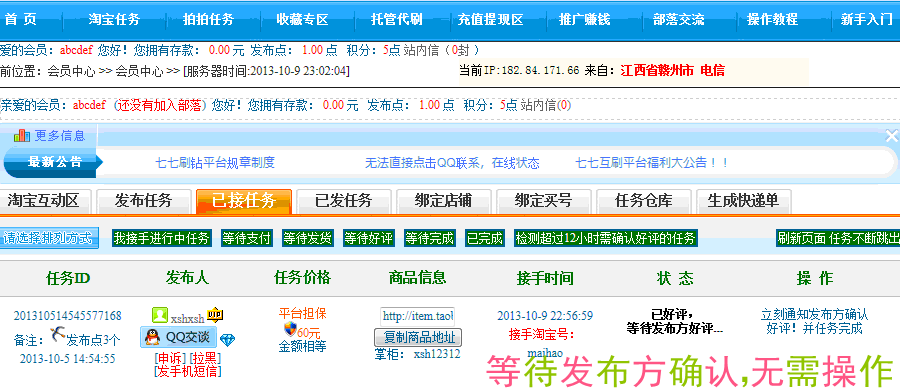 首 页 淘宝任务 拍拍任务 收藏专区 托管代刷 充值提现区 推广赚钱 部落交流 操作教程 新手入门
爱的会员：abcdef 您好！您拥有存款： 0.00元 发布点： 1.00点 积分：5点 站内信（0封 ）
前位置：会员中心 >> 会员中心 >> [服务器时间:2013-10-9 23:02:04] 当前IP:182.84.171.66 来自：江西省赣州市 电信
亲爱的会员：abcdef (还没有加入部落) 您好！您拥有存款： 0.00元 发布点： 1.00点 积分：5点 站内信(0)
更多信息
最新公告 七七刷钻平台规章制度 无法直接点击QQ联系，在线状态 七七互刷平台福利大公告！！
淘宝互动区 发布任务 已接任务 已发任务 绑定店铺 绑定买号 任务仓库 生成快递单
请选择排列方式 我接手进行中任务 等待支付 等待发货 等待好评 等待完成 已完成 检测超过12小时需确认好评的任务 刷新页面 任务不断跳出
任务ID 发布人 任务价格 商品信息 接手时间 状 态 操 作
201310514545577168
备注： 发布点3个
2013-10-5 14:54:55
xshxsh
QQ交谈
[申诉] [拉黑]
[发手机短信]
平台担保
60元
金额相等
http://item.taol
复制商品地址
掌柜： xsh12312
2013-10-9 22:56:59
接手淘宝号：
maihao
已好评，
等待发布方好评...
立刻通知发布方确认
好评！并任务完成
等待发布方确认,无需操作